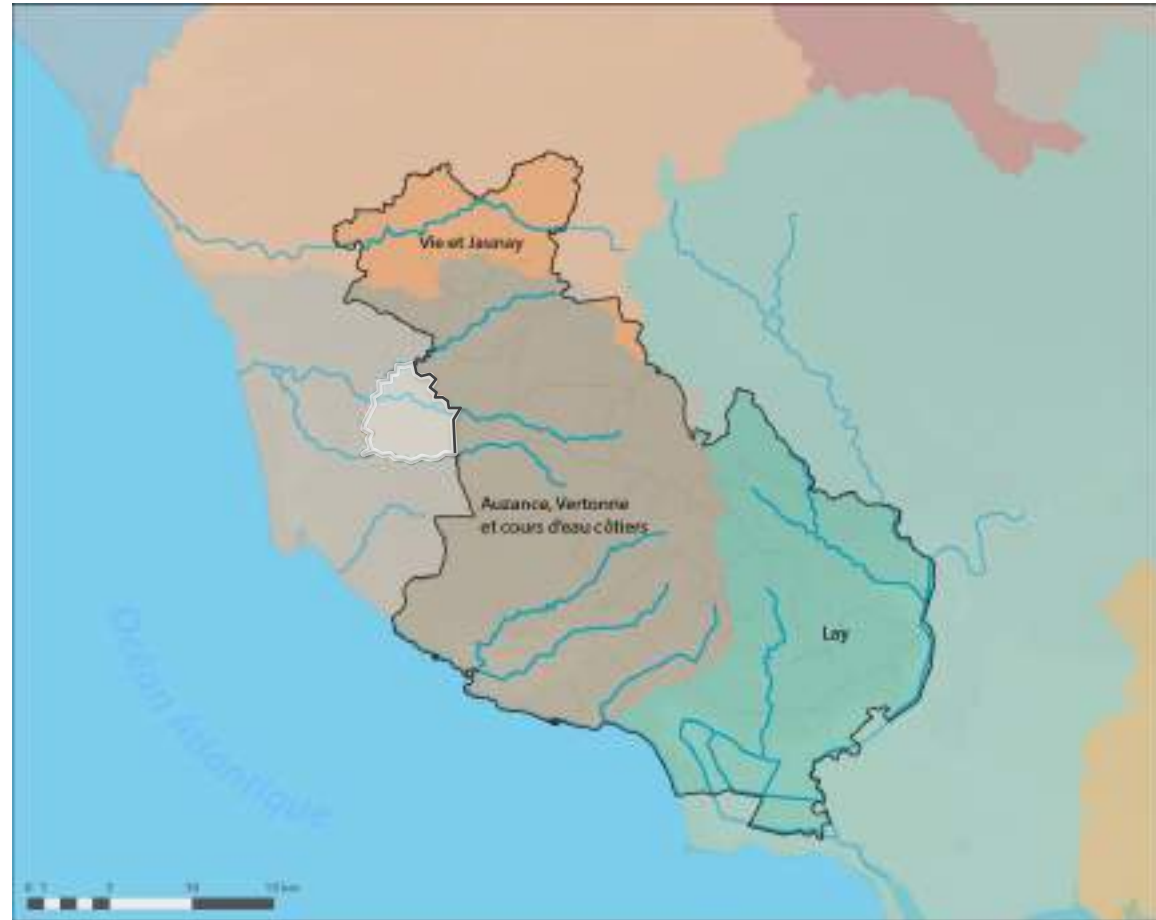 Vie et Jaunay
Auzance, Vertonne
et cours d'eau côtiers
Lay
Océan Atlantique